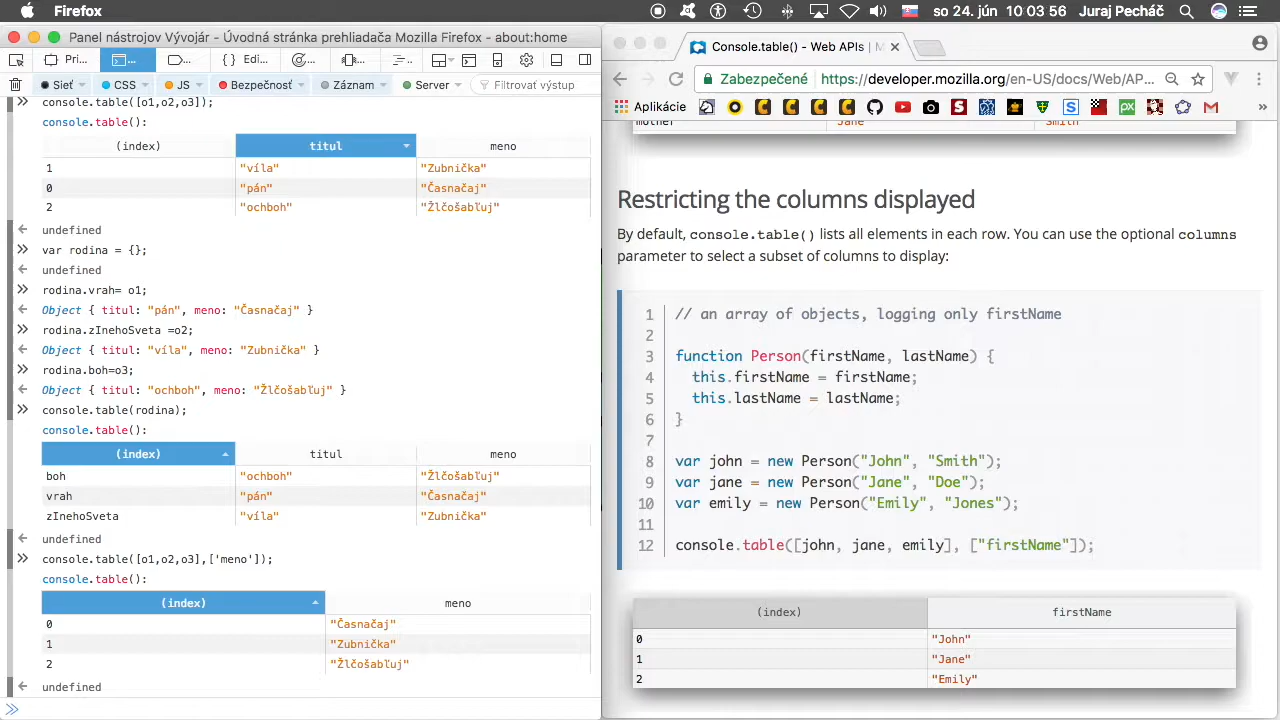 Firefox
so 24. jún 10 03 56 Juraj Pecháč
Panel nástrojov Vývojár - Úvodná stránka prehliadača Mozilla Firefox - about:home
Pri...
Edi...
Sieť CSS JS Bezpečnosť Záznam Server Filtrovať výstup
console.table([o1,o2,o3]);
console.table():
(index) titul meno
1 "víla" "Zubnička"
0 "pán" "Časnačaj"
2 "ochboh" "Žlčošabľuj"
undefined
var rodina = {};
undefined
rodina.vrah= o1;
Object { titul: "pán", meno: "Časnačaj" }
rodina.zInehoSveta =o2;
Object { titul: "víla", meno: "Zubnička" }
rodina.boh=o3;
Object { titul: "ochboh", meno: "Žlčošabľuj" }
console.table(rodina);
console.table():
(index) titul meno
boh "ochboh" "Žlčošabľuj"
vrah "pán" "Časnačaj"
zInehoSveta "víla" "Zubnička"
undefined
console.table([o1,o2,o3],['meno']);
console.table():
(index) meno
0 "Časnačaj"
1 "Zubnička"
2 "Žlčošabľuj"
undefined
Console.table() - Web APIs | M
Zabezpečené https://developer.mozilla.org/en-US/docs/Web/AP...
Aplikácie
mother Jane Smith
Restricting the columns displayed
By default, console.table() lists all elements in each row. You can use the optional columns
parameter to select a subset of columns to display:
1 // an array of objects, logging only firstName
2
3 function Person(firstName, lastName) {
4 this.firstName = firstName;
5 this.lastName = lastName;
6 }
7
8 var john = new Person("John", "Smith");
9 var jane = new Person("Jane", "Doe");
10 var emily = new Person("Emily", "Jones");
11
12 console.table([john, jane, emily], ["firstName"]);
(index) firstName
0 "John"
1 "Jane"
2 "Emily"